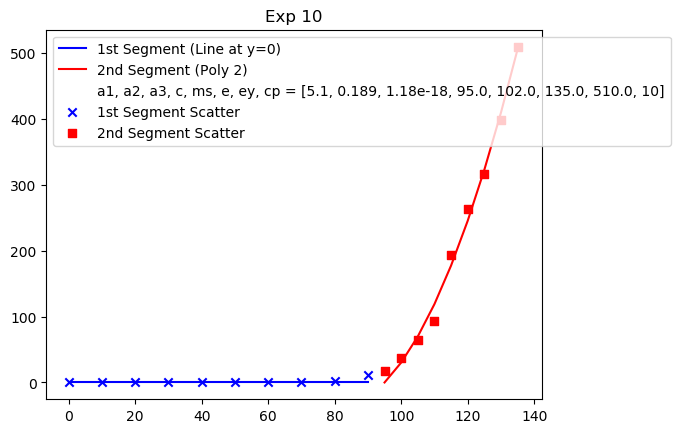 Exp 10
1st Segment (Line at y=0)
2nd Segment (Poly 2)
a1, a2, a3, c, ms, e, ey, cp = [5.1, 0.189, 1.18e-18, 95.0, 102.0, 135.0, 510.0, 10]
1st Segment Scatter
2nd Segment Scatter
500
400
300
200
100
0
0 20 40 60 80 100 120 140